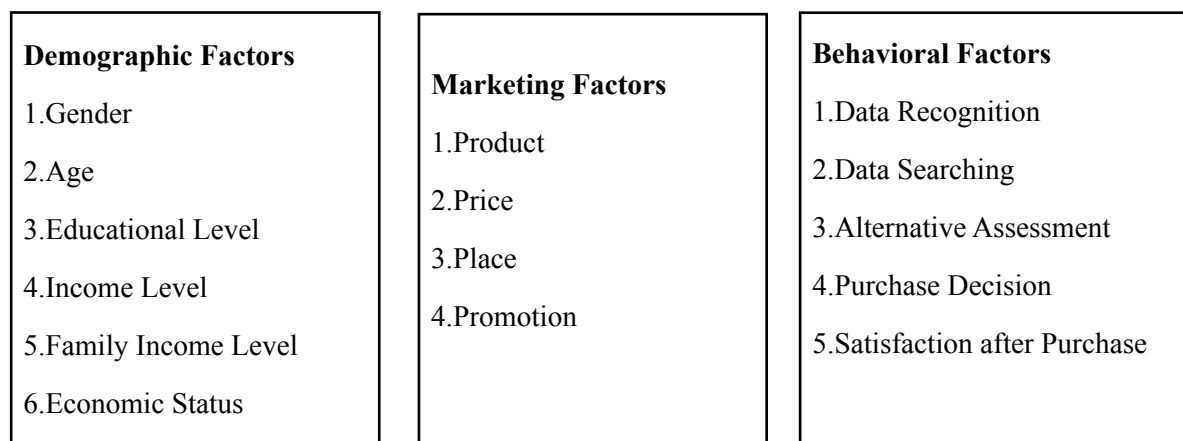 Demographic Factors
1.Gender
2.Age
3.Educational Level
4.Income Level
5.Family Income Level
6.Economic Status
Marketing Factors
1.Product
2.Price
3.Place
4.Promotion
Behavioral Factors
1.Data Recognition
2.Data Searching
3.Alternative Assessment
4.Purchase Decision
5.Satisfaction after Purchase